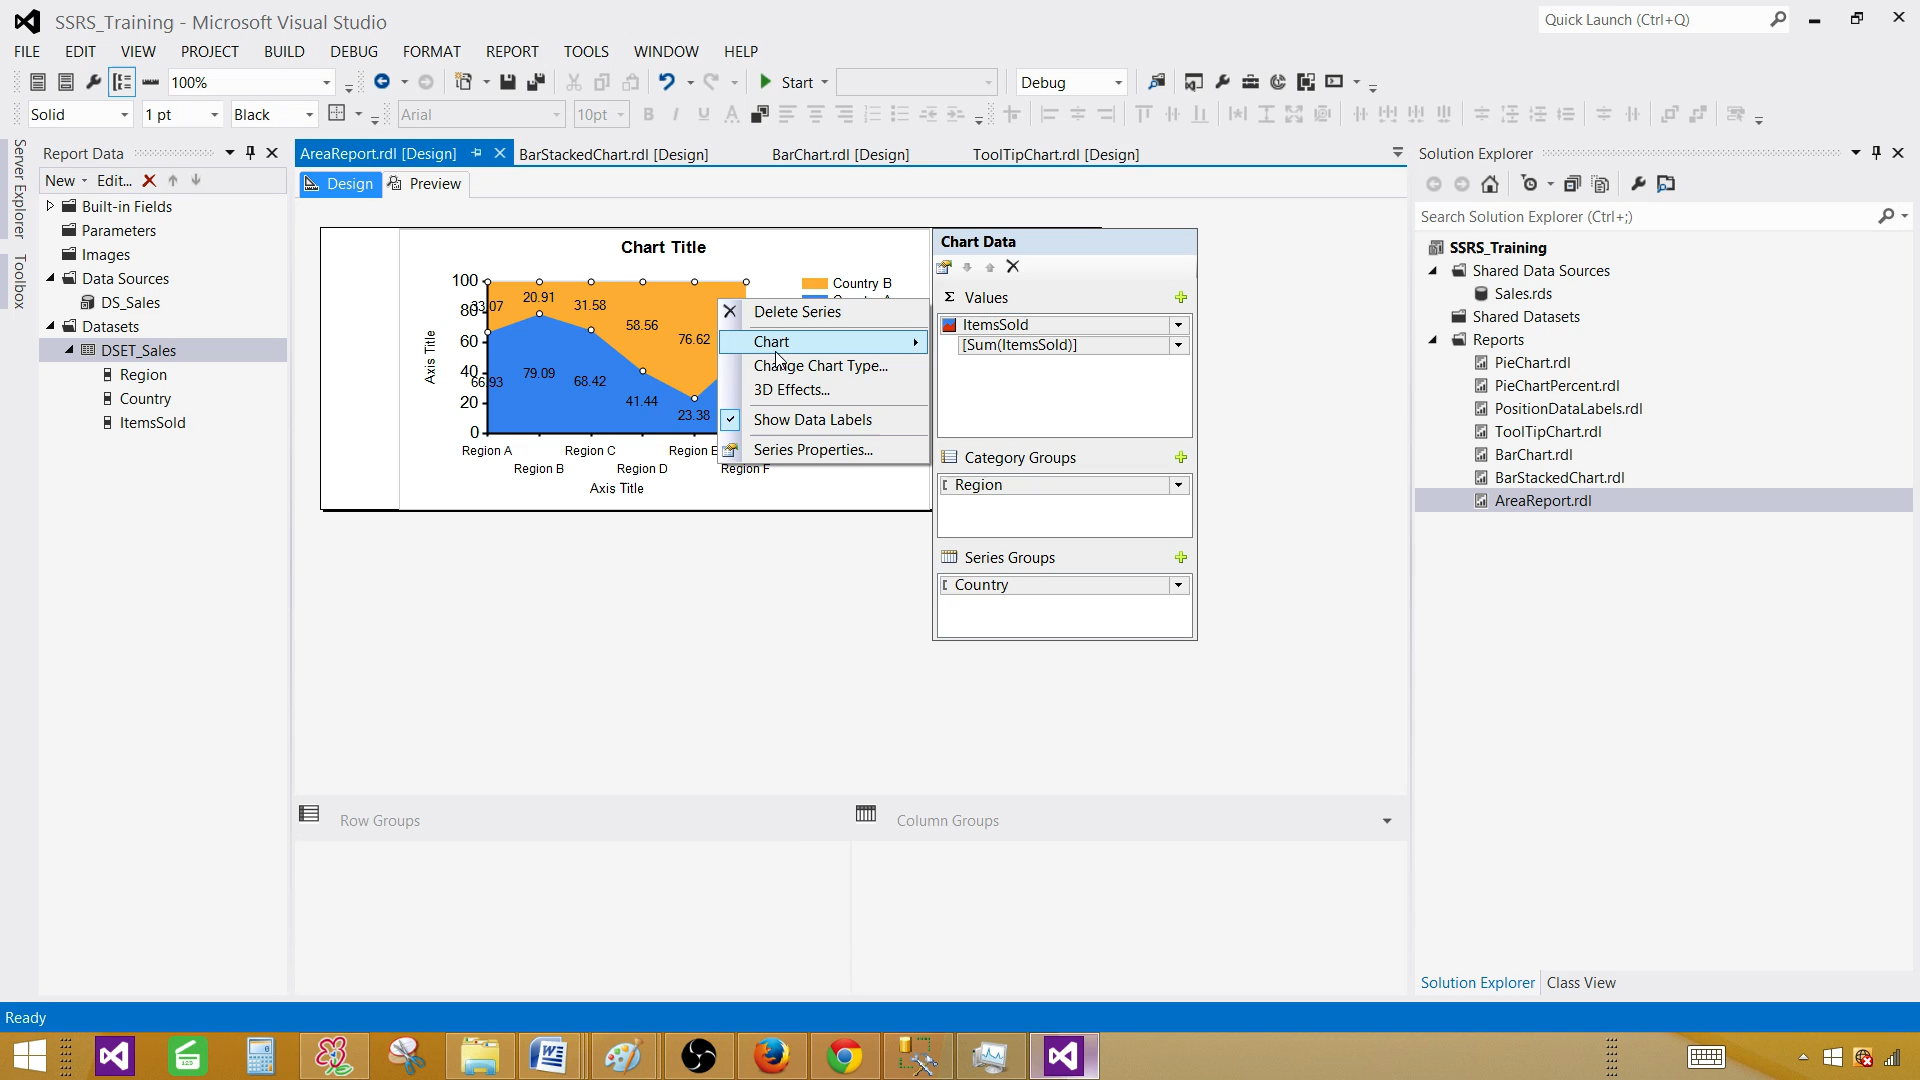 SSRS_Training - Microsoft Visual Studio
Quick Launch (Ctrl+Q)
FILE EDIT VIEW PROJECT BUILD DEBUG FORMAT REPORT TOOLS WINDOW HELP
100% Start Debug
Solid 1 pt Black Arial 10pt
Server Explorer
Toolbox
Report Data
New Edit...
Built-in Fields
Parameters
Images
Data Sources
DS_Sales
Datasets
DSET_Sales
Region
Country
ItemsSold
AreaReport.rdl [Design] BarStackedChart.rdl [Design] BarChart.rdl [Design] ToolTipChart.rdl [Design]
Design Preview
Chart Title
Axis Title
100
80
60
40
20
0
20.91
31.58
58.56
76.62
66.93
79.09
68.42
41.44
23.38
Region A
Region B
Region C
Region D
Region F
Axis Title
Country B
Delete Series
Chart
Change Chart Type...
3D Effects...
Show Data Labels
Series Properties...
Chart Data
Σ Values
ItemsSold
[Sum(ItemsSold)]
Category Groups
Region
Series Groups
Country
Row Groups
Column Groups
Solution Explorer
Search Solution Explorer (Ctrl+;)
SSRS_Training
Shared Data Sources
Sales.rds
Shared Datasets
Reports
PieChart.rdl
PieChartPercent.rdl
PositionDataLabels.rdl
ToolTipChart.rdl
BarChart.rdl
BarStackedChart.rdl
AreaReport.rdl
Solution Explorer Class View
Ready